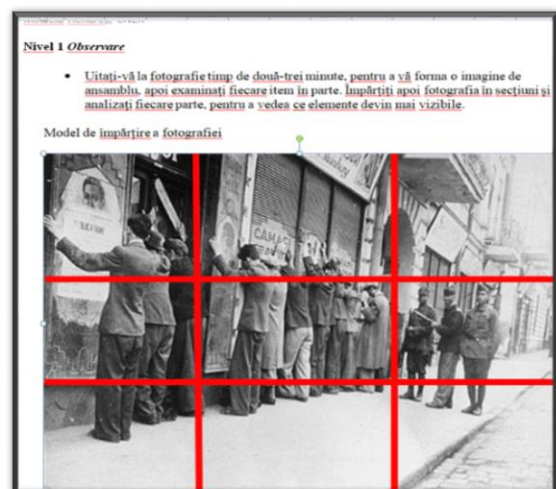 Nivel 1 Observare
• Uitați-vă la fotografie timp de două-trei minute, pentru a vă forma o imagine de
ansamblu, apoi examinați fiecare item în parte. Împărțiți apoi fotografia în secțiuni și
analizați fiecare parte, pentru a vedea ce elemente devin mai vizibile.
Model de împărțire a fotografiei